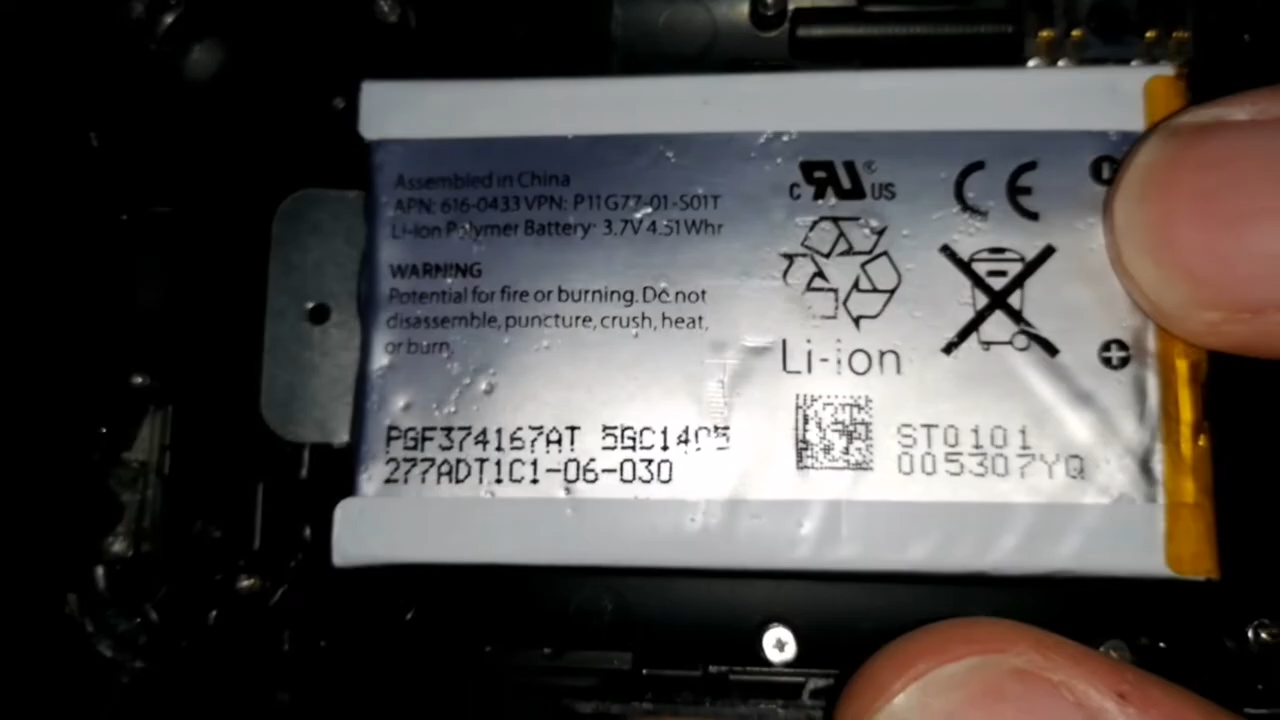 Assembled in China
APN: 616-0433 VPN: P11G77-01-S01T
Li-Ion Polymer Battery: 3.7V 4.51Whr
WARNING
Potential for fire or burning. Do not
disassemble, puncture, crush, heat,
or burn.
C RU ® US
CE
Li-ion
PGF374167AT 5GC1405
277ADT1C1-06-030
ST0101
005307YQ